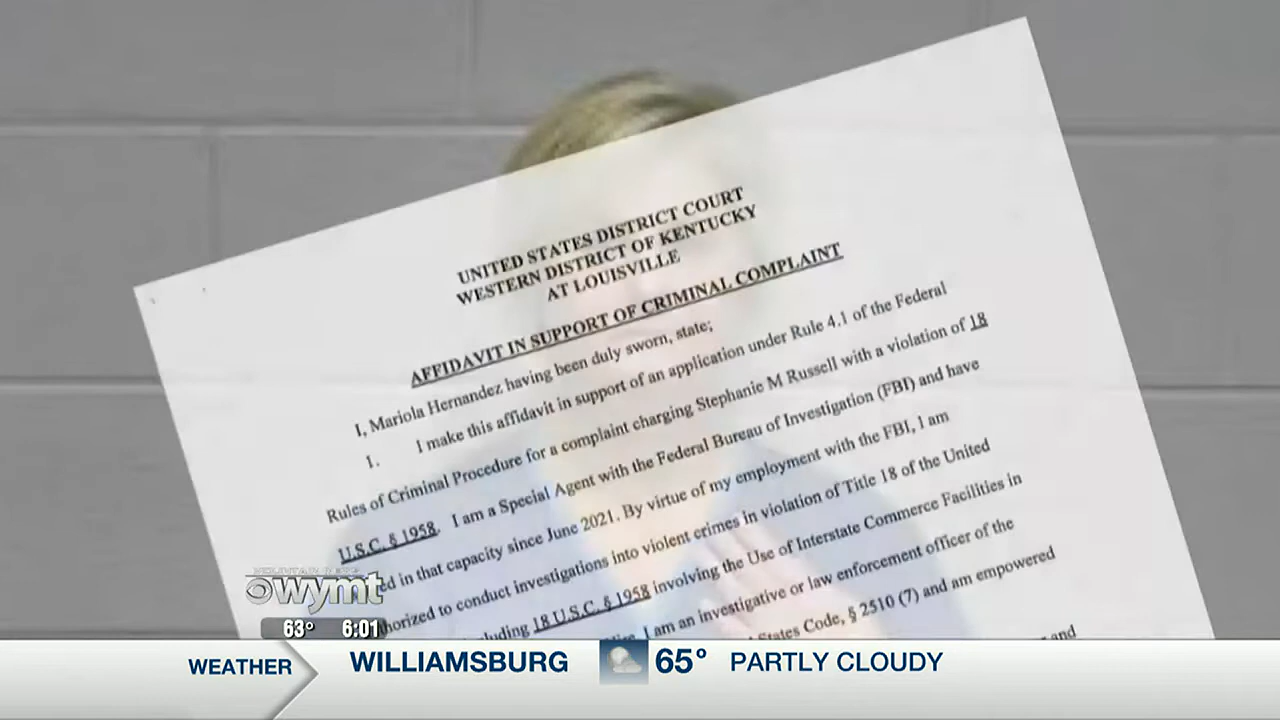 UNITED STATES DISTRICT COURT
WESTERN DISTRICT OF KENTUCKY
AT LOUISVILLE
AFFIDAVIT IN SUPPORT OF CRIMINAL COMPLAINT
I, Mariola Hernandez having been duly sworn, state;
1. I make this affidavit in support of an application under Rule 4.1 of the Federal
Rules of Criminal Procedure for a complaint charging Stephanie M Russell with a violation of 18
U.S.C. § 1958. I am a Special Agent with the Federal Bureau of Investigation (FBI) and have
ed in that capacity since June 2021. By virtue of my employment with the FBI, I am
horized to conduct investigations into violent crimes in violation of Title 18 of the United
luding 18 U.S.C. § 1958 involving the Use of Interstate Commerce Facilities in
I am an investigative or law enforcement officer of the
States Code, § 2510 (7) and am empowered
and
wymt
63° 6:01
WEATHER WILLIAMSBURG 65° PARTLY CLOUDY